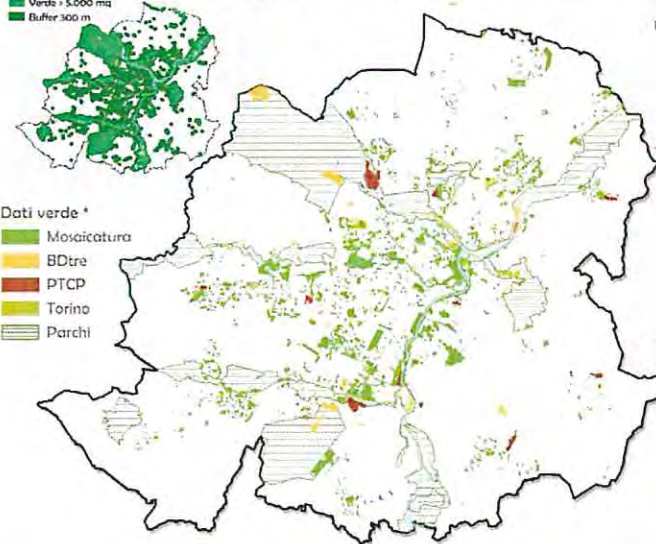 Verde > 5.000 mq
Buffer 300 m
Dati verde *
Mosaicatura
BDtre
PTCP
Torino
Parchi